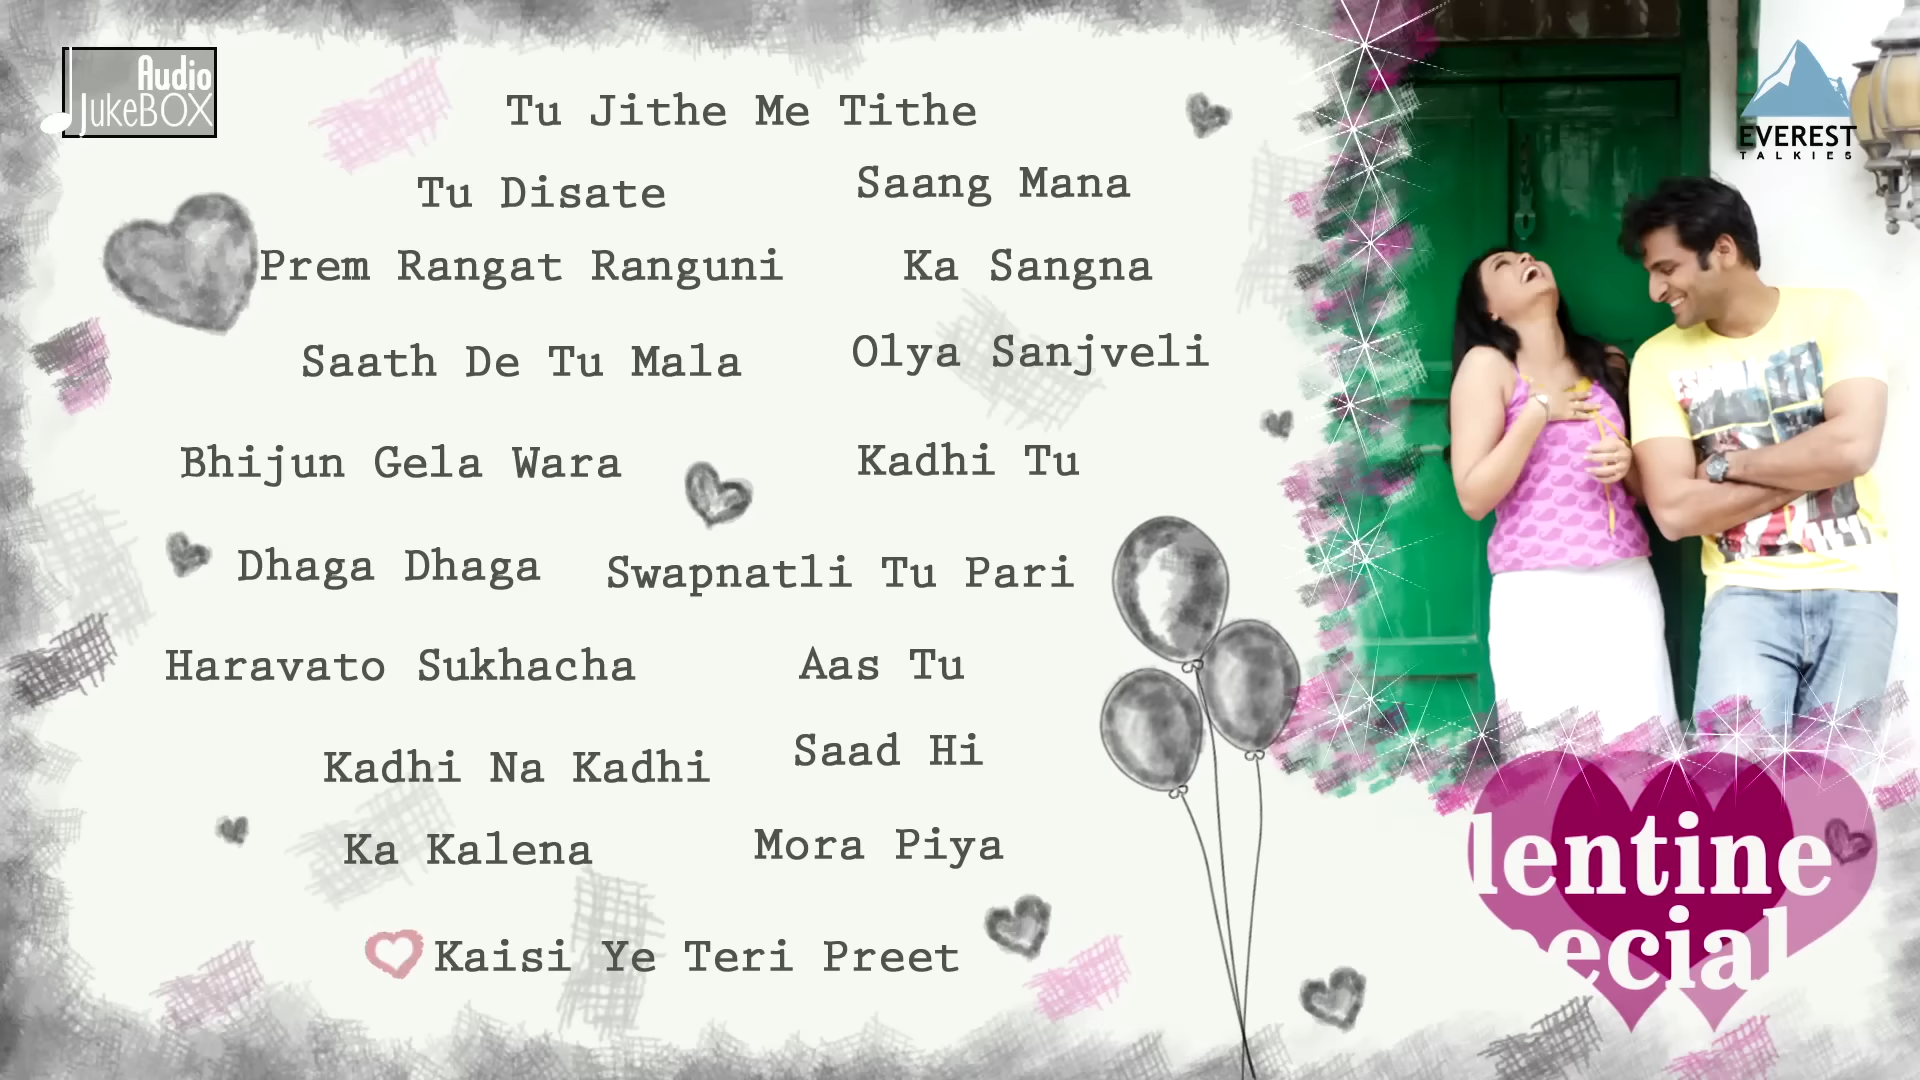 Audio
JukeBOX
Tu Jithe Me Tithe
Tu Disate
Saang Mana
Prem Rangat Ranguni
Ka Sangna
Saath De Tu Mala
Olya Sanjveli
Bhijun Gela Wara
Kadhi Tu
Dhaga Dhaga
Swapnatli Tu Pari
Haravato Sukhacha
Aas Tu
Kadhi Na Kadhi
Saad Hi
Ka Kalena
Mora Piya
Kaisi Ye Teri Preet
EVEREST
TALKIES
lentine
ecial